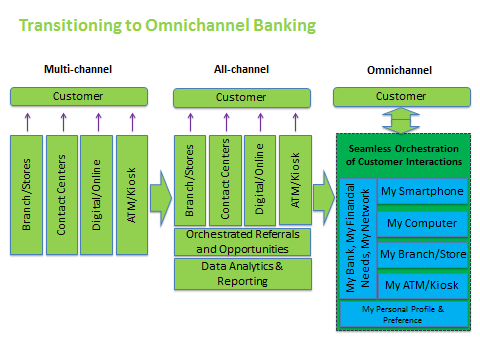 Transitioning to Omnichannel Banking
Multi-channel
Customer
Branch/Stores
Contact Centers
Digital/Online
ATM/Kiosk
All-channel
Customer
Branch/Stores
Contact Centers
Digital/Online
ATM/Kiosk
Orchestrated Referrals
and Opportunities
Data Analytics &
Reporting
Omnichannel
Customer
Seamless Orchestration
of Customer Interactions
My Bank, My Financial
Needs, My Network
My Smartphone
My Computer
My Branch/Store
My ATM/Kiosk
My Personal Profile &
Preference